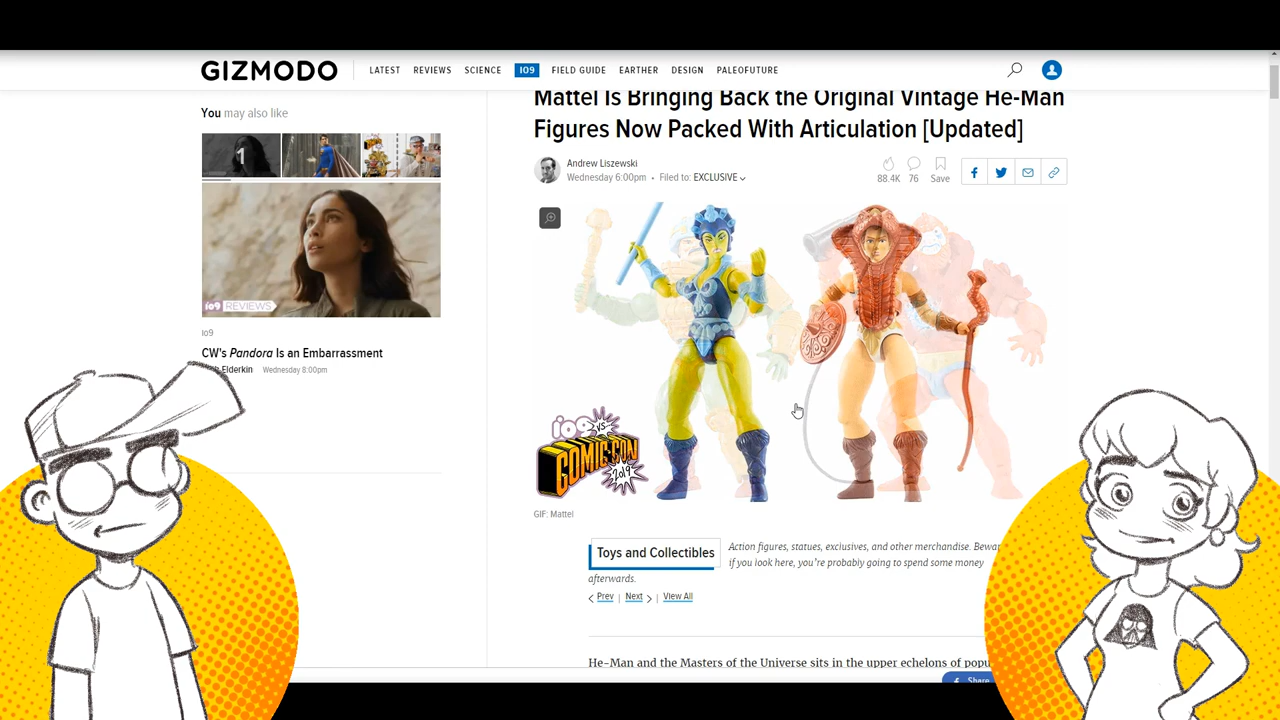 GIZMODO
LATEST REVIEWS SCIENCE IO9 FIELD GUIDE EARTHER DESIGN PALEOFUTURE
You may also like
1
io9 REVIEWS
io9
CW's Pandora Is an Embarrassment
Elderkin Wednesday 8:00pm
Mattel Is Bringing Back the Original Vintage He-Man
Figures Now Packed With Articulation [Updated]
Andrew Liszewski
Wednesday 6:00pm • Filed to: EXCLUSIVE
88.4K 76 Save
io9 VS.
COMIC-CON
2019
GIF: Mattel
Toys and Collectibles
Action figures, statues, exclusives, and other merchandise. Bewar
if you look here, you're probably going to spend some money
afterwards.
Prev | Next | View All
He-Man and the Masters of the Universe sits in the upper echelons of popu
Share